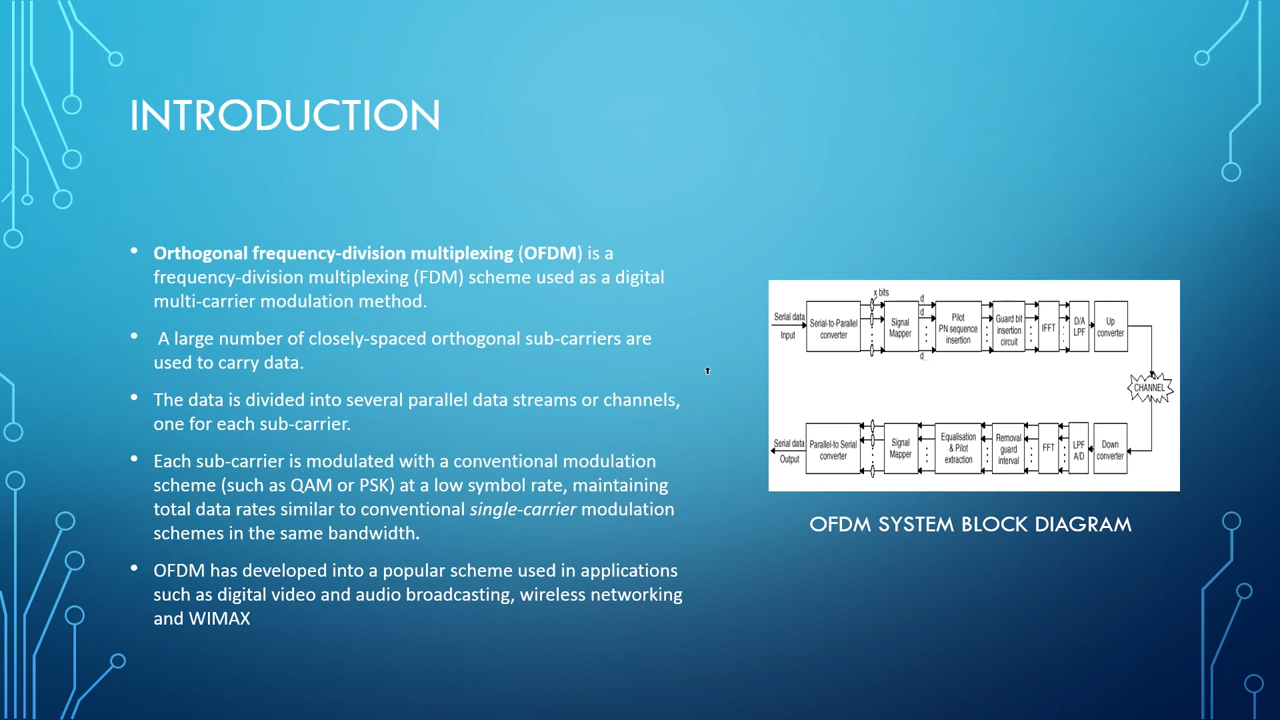 INTRODUCTION
• Orthogonal frequency-division multiplexing (OFDM) is a
frequency-division multiplexing (FDM) scheme used as a digital
multi-carrier modulation method.
• A large number of closely-spaced orthogonal sub-carriers are
used to carry data.
• The data is divided into several parallel data streams or channels,
one for each sub-carrier.
• Each sub-carrier is modulated with a conventional modulation
scheme (such as QAM or PSK) at a low symbol rate, maintaining
total data rates similar to conventional single-carrier modulation
schemes in the same bandwidth.
• OFDM has developed into a popular scheme used in applications
such as digital video and audio broadcasting, wireless networking
and WIMAX
Serial data
Input
Serial-to-Parallel
converter
x bits
Signal
Mapper
d
d
d
Pilot
PN sequence
insertion
Guard bit
insertion
circuit
IFFT
D/A
LPF
Up
converter
CHANNEL
Serial data
Output
Parallel-to Serial
converter
Signal
Mapper
Equalisation
& Pilot
extraction
Removal
guard
interval
FFT
LPF
A/D
Down
converter
OFDM SYSTEM BLOCK DIAGRAM